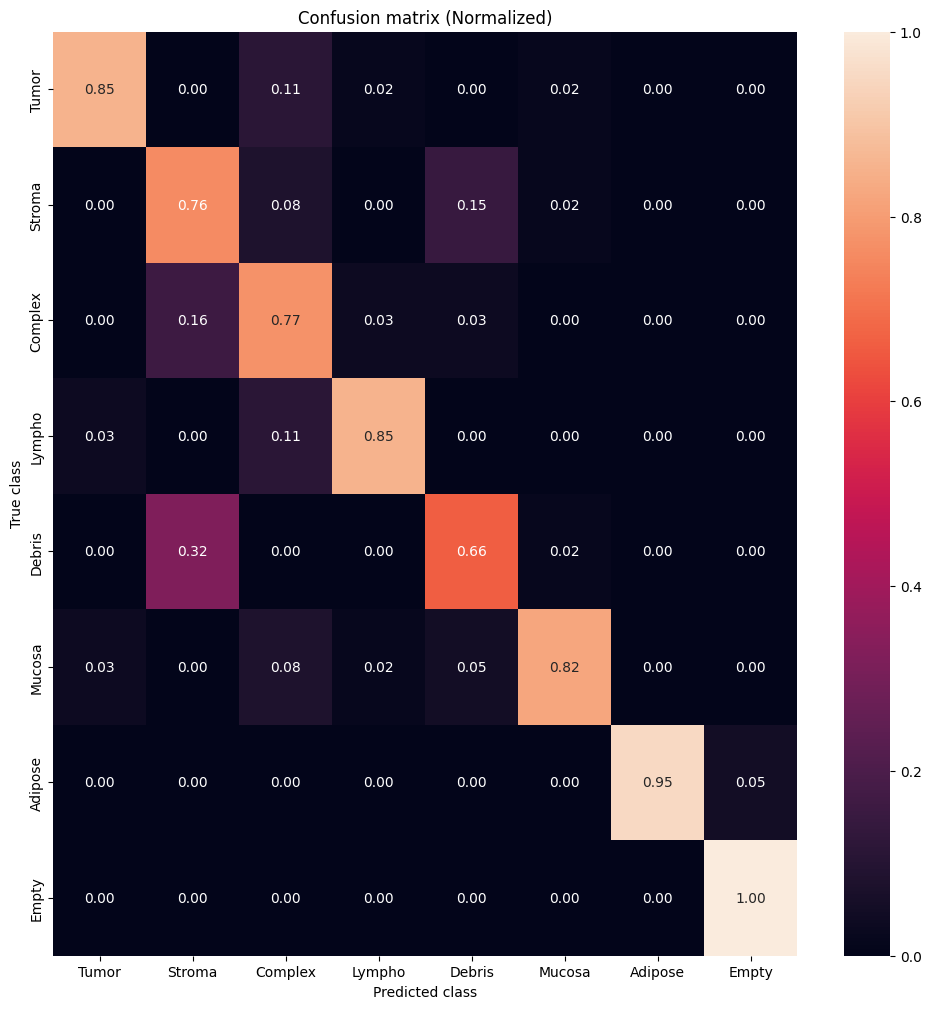 Confusion matrix (Normalized)
Tumor 0.85 0.00 0.11 0.02 0.00 0.02 0.00 0.00
Stroma 0.00 0.76 0.08 0.00 0.15 0.02 0.00 0.00
Complex 0.00 0.16 0.77 0.03 0.03 0.00 0.00 0.00
Lympho 0.03 0.00 0.11 0.85 0.00 0.00 0.00 0.00
Debris 0.00 0.32 0.00 0.00 0.66 0.02 0.00 0.00
Mucosa 0.03 0.00 0.08 0.02 0.05 0.82 0.00 0.00
Adipose 0.00 0.00 0.00 0.00 0.00 0.00 0.95 0.05
Empty 0.00 0.00 0.00 0.00 0.00 0.00 0.00 1.00
True class
Tumor Stroma Complex Lympho Debris Mucosa Adipose Empty
Predicted class
1.0
0.8
0.6
0.4
0.2
0.0